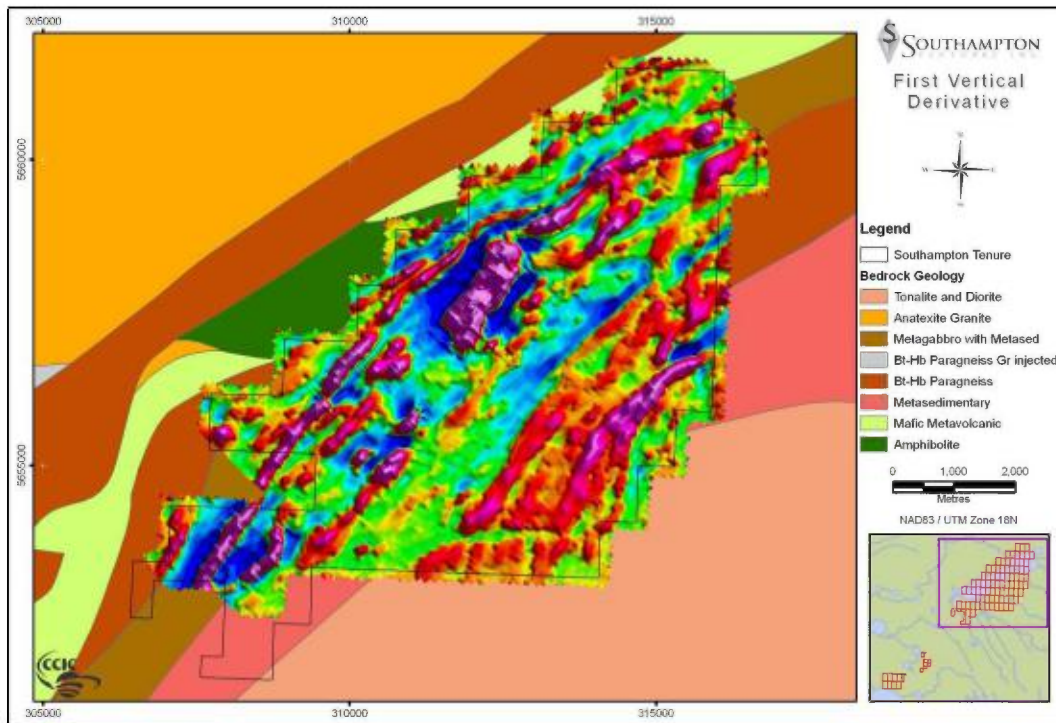 305000 310000 315000
SOUTHAMPTON
First Vertical
Derivative
W E
5660000
5655000
Legend
Southampton Tenure
Bedrock Geology
Tonalite and Diorite
Anatexite Granite
Metagabbro with Metased
Bt-Hb Paragneiss Gr injected
Bt-Hb Paragneiss
Metasedimentary
Mafic Metavolcanic
Amphibolite
0 1,000 2,000
Metres
NAD83 / UTM Zone 18N
CCIC
305000 310000 315000